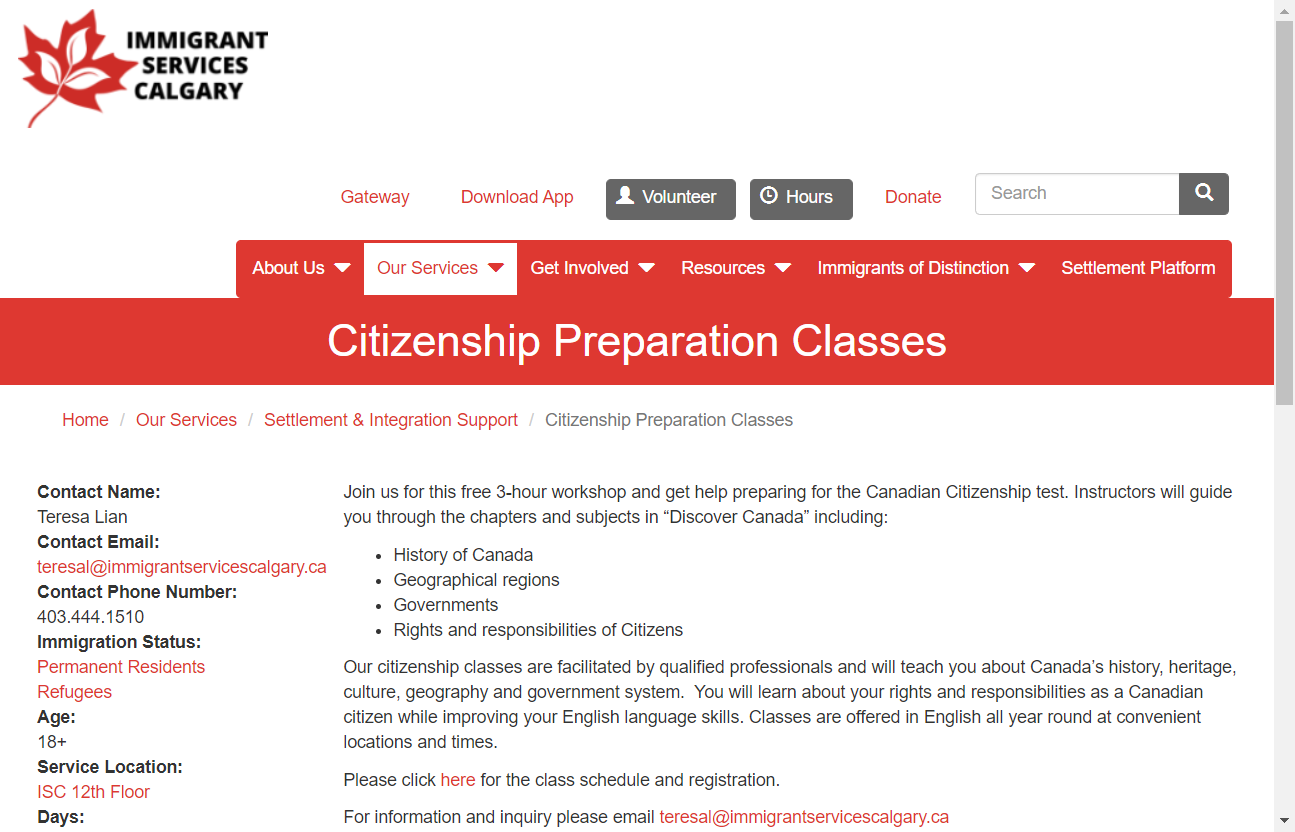 IMMIGRANT
SERVICES
CALGARY
Gateway
Download App
Volunteer
Hours
Donate
Search
About Us
Our Services
Get Involved
Resources
Immigrants of Distinction
Settlement Platform
Citizenship Preparation Classes
Home / Our Services / Settlement & Integration Support / Citizenship Preparation Classes
Contact Name:
Teresa Lian
Contact Email:
teresal@immigrantservicescalgary.ca
Contact Phone Number:
403.444.1510
Immigration Status:
Permanent Residents
Refugees
Age:
18+
Service Location:
ISC 12th Floor
Days:
Join us for this free 3-hour workshop and get help preparing for the Canadian Citizenship test. Instructors will guide
you through the chapters and subjects in “Discover Canada” including:
• History of Canada
• Geographical regions
• Governments
• Rights and responsibilities of Citizens
Our citizenship classes are facilitated by qualified professionals and will teach you about Canada’s history, heritage,
culture, geography and government system.  You will learn about your rights and responsibilities as a Canadian
citizen while improving your English language skills. Classes are offered in English all year round at convenient
locations and times.
Please click here for the class schedule and registration.
For information and inquiry please email teresal@immigrantservicescalgary.ca